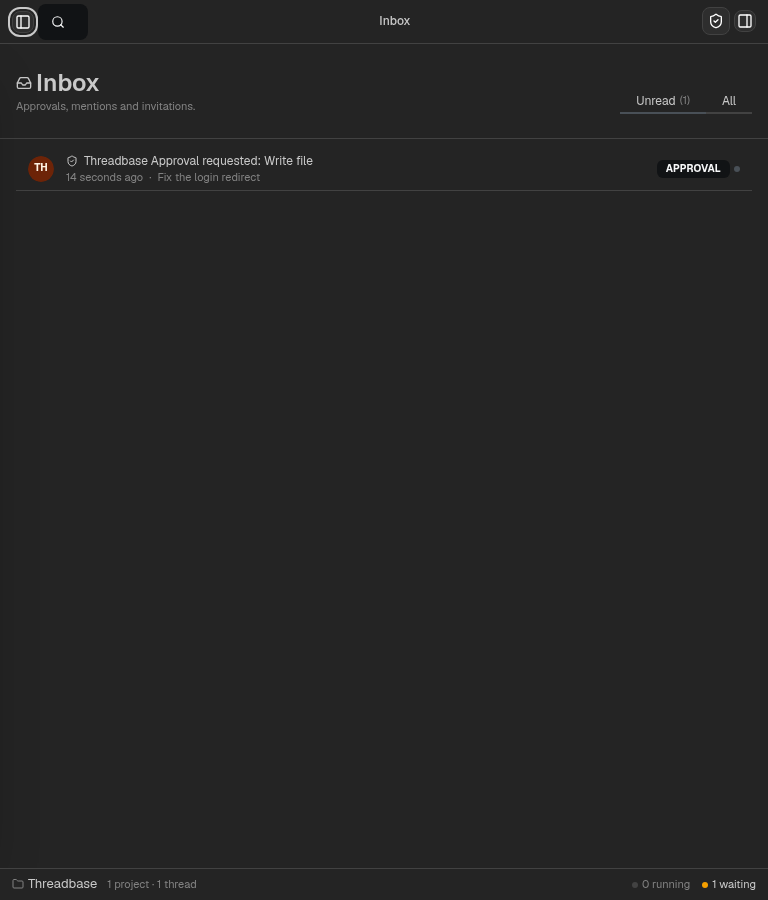 Inbox
Inbox
Approvals, mentions and invitations.
Unread (1) All
TH
Threadbase Approval requested: Write file
14 seconds ago · Fix the login redirect
APPROVAL
Threadbase 1 project · 1 thread
0 running 1 waiting